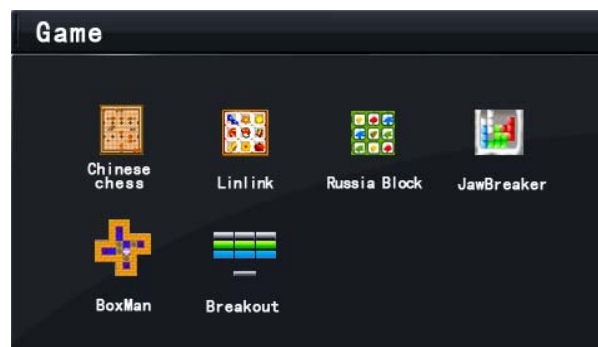 Game
Chinese
chess
Linlink
Russia Block
JawBreaker
BoxMan
Breakout